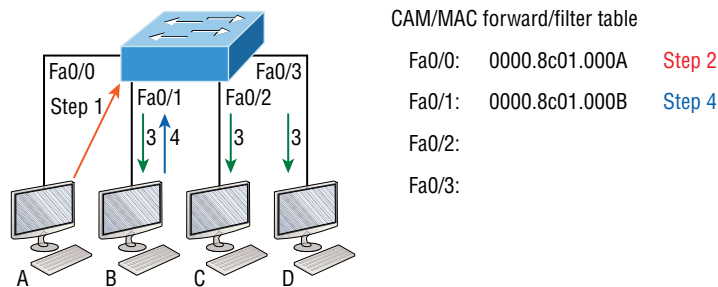 CAM/MAC forward/filter table
Fa0/0: 0000.8c01.000A Step 2
Fa0/1: 0000.8c01.000B Step 4
Fa0/2:
Fa0/3:
Fa0/0
Fa0/3
Step 1
Fa0/1
Fa0/2
3
4
3
3
A
B
C
D